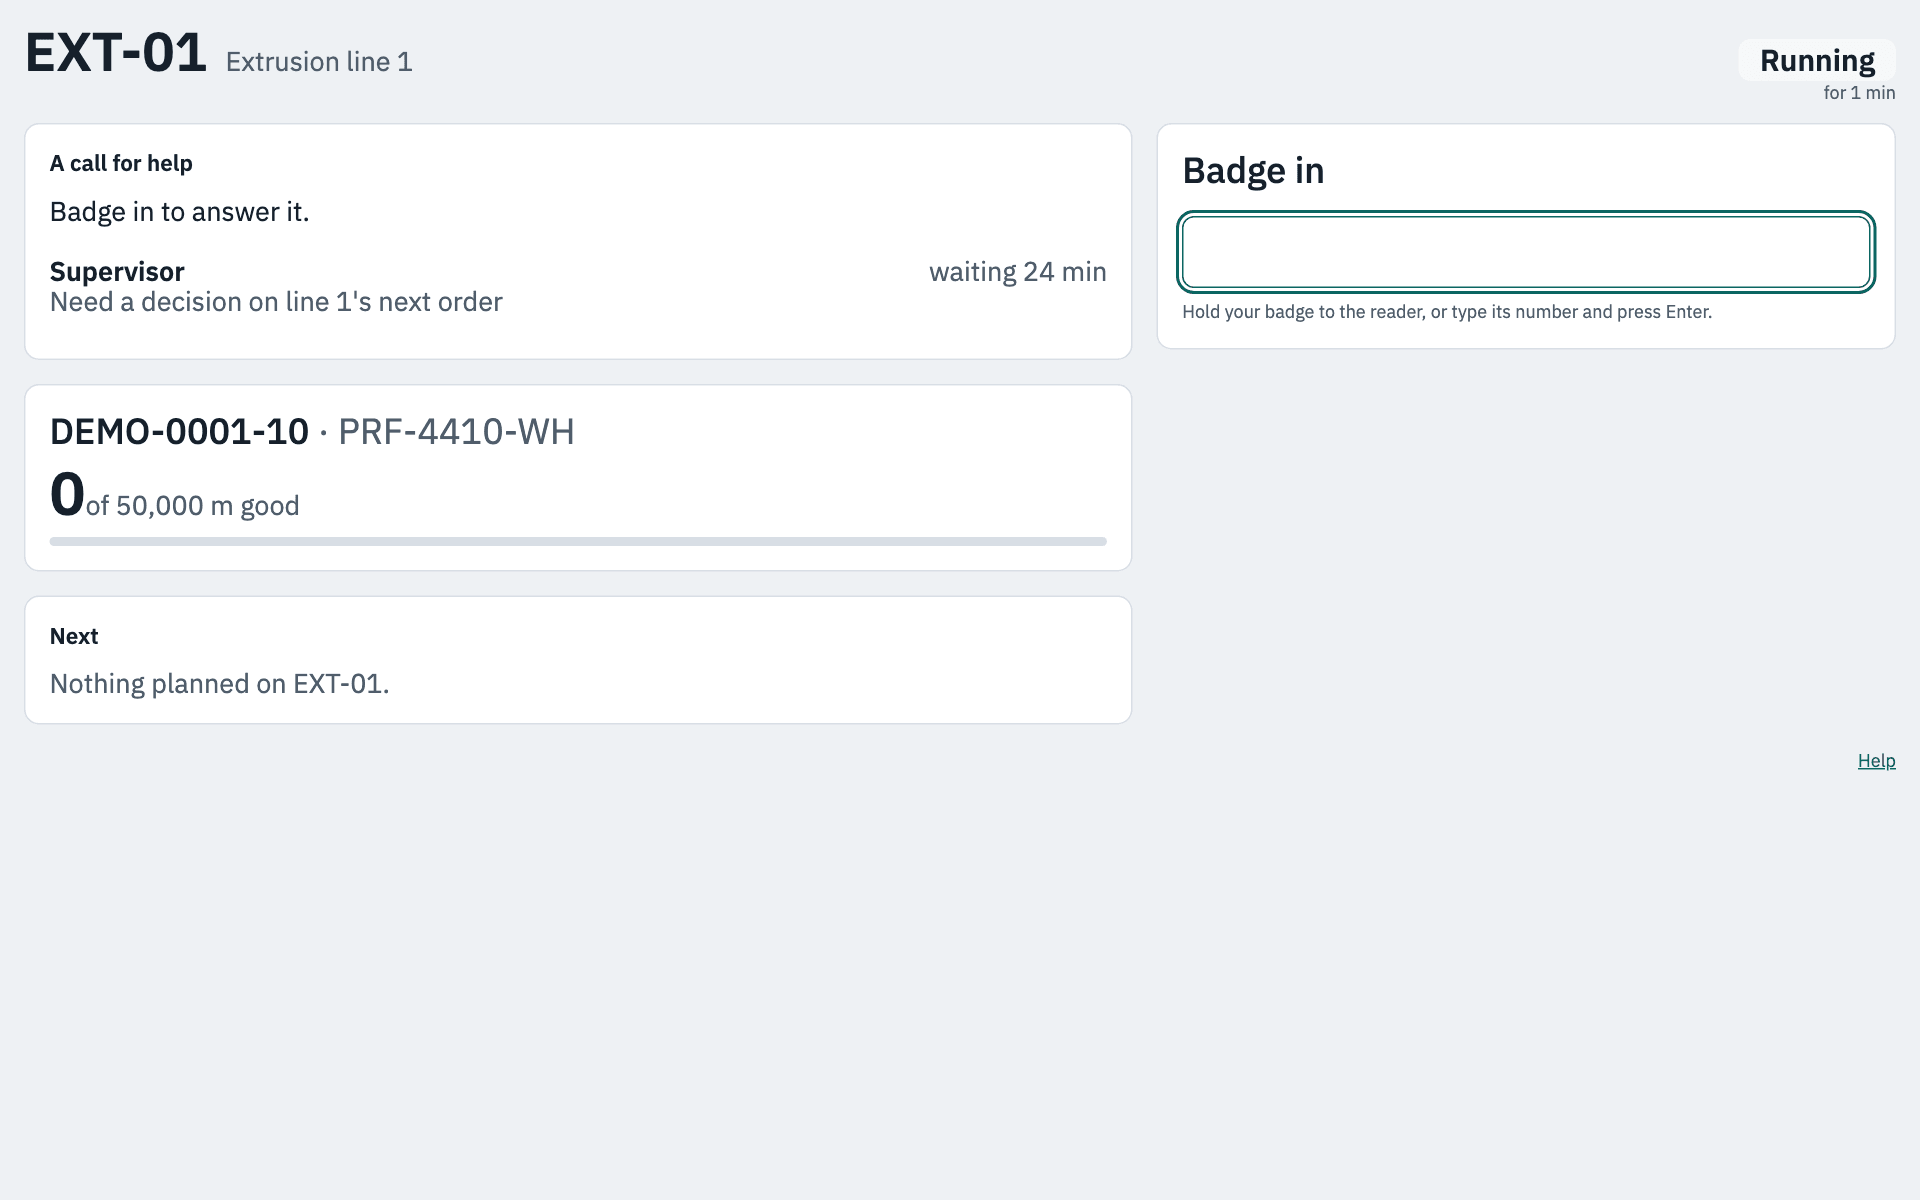 EXT-01 Extrusion line 1
Running
for 1 min
A call for help
Badge in to answer it.
Supervisor waiting 24 min
Need a decision on line 1's next order
Badge in
Hold your badge to the reader, or type its number and press Enter.
DEMO-0001-10 · PRF-4410-WH
0 of 50,000 m good
Next
Nothing planned on EXT-01.
Help